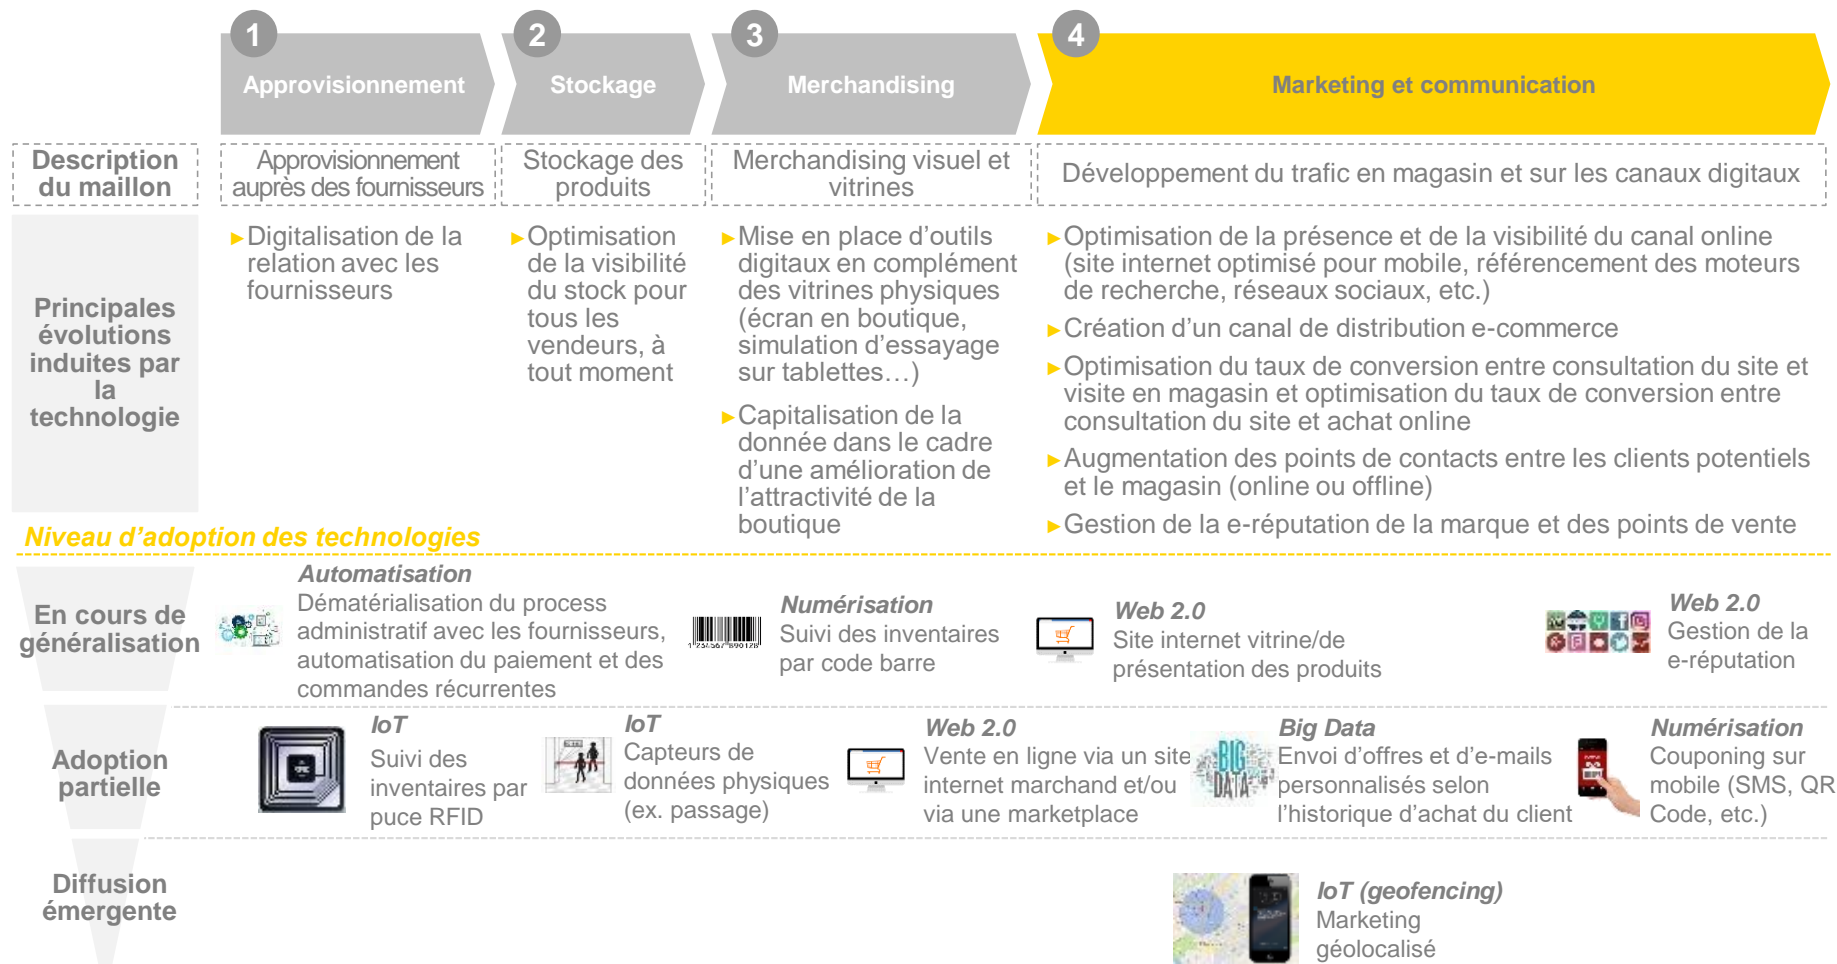 1
2
3
4
Approvisionnement
Stockage
Merchandising
Marketing et communication
Description
du maillon
Approvisionnement
auprès des fournisseurs
Stockage des
produits
Merchandising visuel et
vitrines
Développement du trafic en magasin et sur les canaux digitaux
Principales
évolutions
induites par
la
technologie
►Digitalisation de la
relation avec les
fournisseurs
►Optimisation
de la visibilité
du stock pour
tous les
vendeurs, à
tout moment
►Mise en place d’outils
digitaux en complément
des vitrines physiques
(écran en boutique,
simulation d’essayage
sur tablettes…)
►Capitalisation de la
donnée dans le cadre
d’une amélioration de
l’attractivité de la
boutique
►Optimisation de la présence et de la visibilité du canal online
(site internet optimisé pour mobile, référencement des moteurs
de recherche, réseaux sociaux, etc.)
►Création d’un canal de distribution e-commerce
►Optimisation du taux de conversion entre consultation du site et
visite en magasin et optimisation du taux de conversion entre
consultation du site et achat online
►Augmentation des points de contacts entre les clients potentiels
et le magasin (online ou offline)
►Gestion de la e-réputation de la marque et des points de vente
Niveau d’adoption des technologies
En cours de
généralisation
Automatisation
Dématérialisation du process
administratif avec les fournisseurs,
automatisation du paiement et des
commandes récurrentes
1 234567 890128
Numérisation
Suivi des inventaires
par code barre
Web 2.0
Site internet vitrine/de
présentation des produits
Web 2.0
Gestion de la
e-réputation
Adoption
partielle
IoT
Suivi des
inventaires par
puce RFID
IoT
Capteurs de
données physiques
(ex. passage)
Web 2.0
Vente en ligne via un site
internet marchand et/ou
via une marketplace
BIG
DATA
Big Data
Envoi d’offres et d’e-mails
personnalisés selon
l’historique d’achat du client
Numérisation
Couponing sur
mobile (SMS, QR
Code, etc.)
Diffusion
émergente
IoT (geofencing)
Marketing
géolocalisé